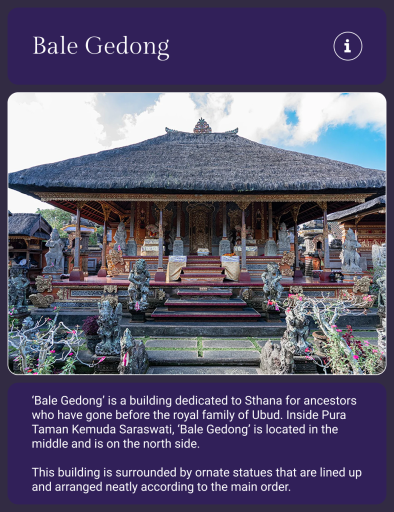 Bale Gedong
i
‘Bale Gedong’ is a building dedicated to Sthana for ancestors
who have gone before the royal family of Ubud. Inside Pura
Taman Kemuda Saraswati, ‘Bale Gedong’ is located in the
middle and is on the north side.
This building is surrounded by ornate statues that are lined up
and arranged neatly according to the main order.